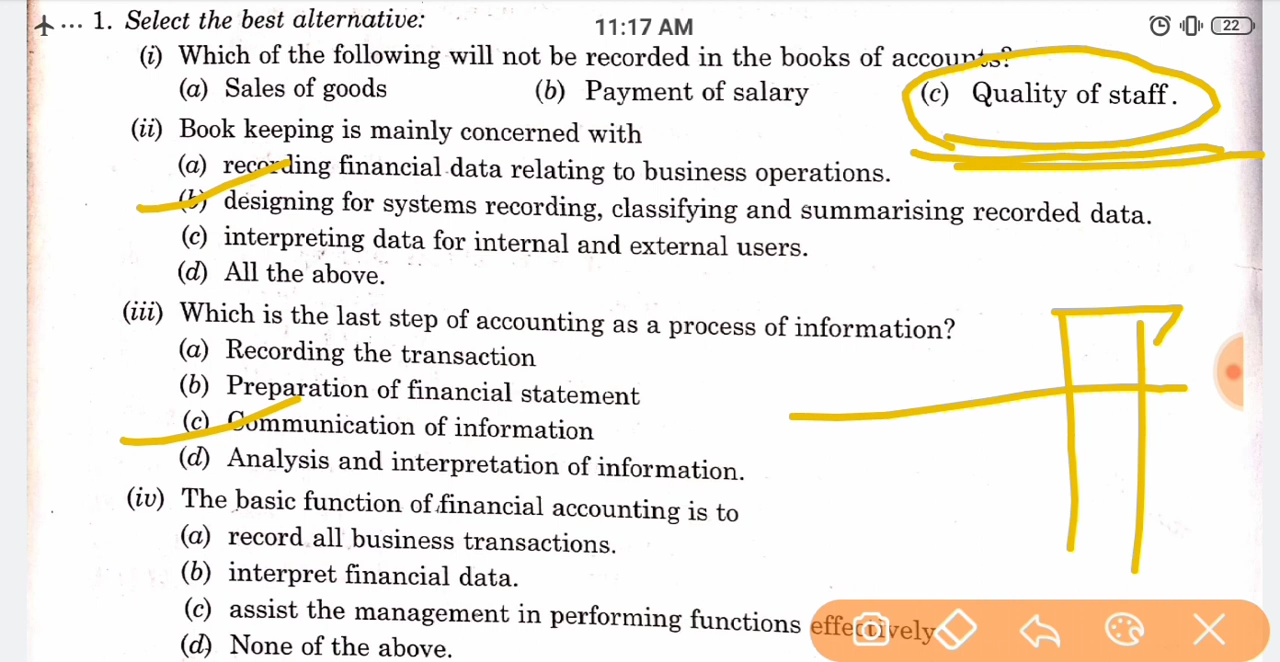 ... 1. Select the best alternative: 11:17 AM 22
(i) Which of the following will not be recorded in the books of accounts?
(a) Sales of goods (b) Payment of salary (c) Quality of staff.
(ii) Book keeping is mainly concerned with
(a) recording financial data relating to business operations.
(b) designing for systems recording, classifying and summarising recorded data.
(c) interpreting data for internal and external users.
(d) All the above.
(iii) Which is the last step of accounting as a process of information?
(a) Recording the transaction
(b) Preparation of financial statement
(c) Communication of information
(d) Analysis and interpretation of information.
(iv) The basic function of financial accounting is to
(a) record all business transactions.
(b) interpret financial data.
(c) assist the management in performing functions effectively
(d) None of the above.